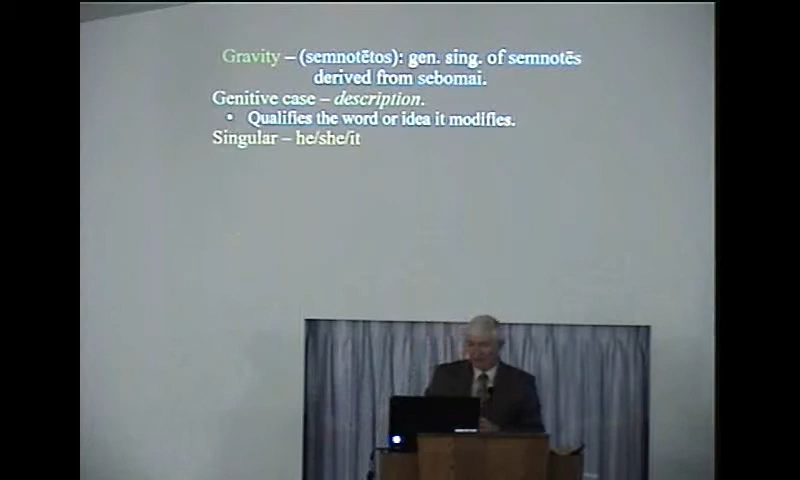 Gravity – (semnotētos): gen. sing. of semnotēs
derived from sebomai.
Genitive case – description.
• Qualifies the word or idea it modifies.
Singular – he/she/it